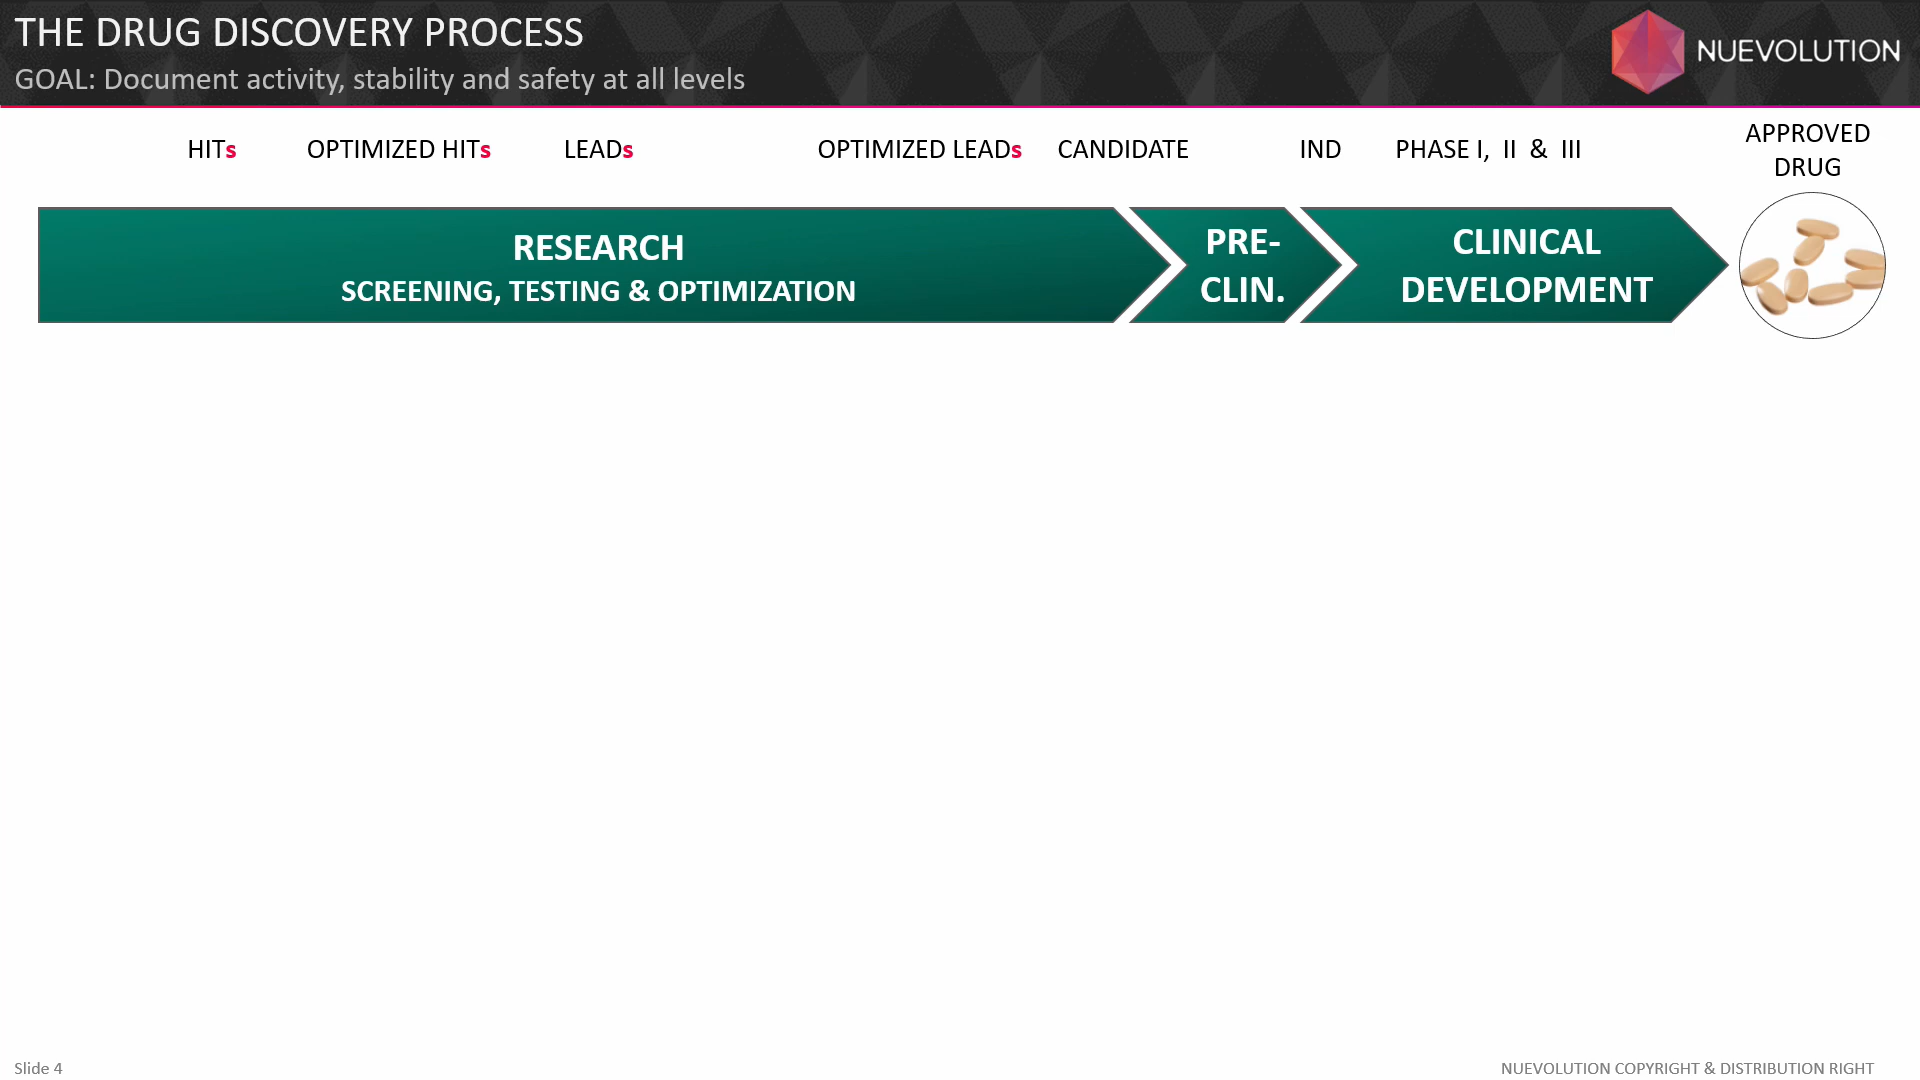 THE DRUG DISCOVERY PROCESS
GOAL: Document activity, stability and safety at all levels
NUEVOLUTION
HITs
OPTIMIZED HITs
LEADs
OPTIMIZED LEADs
CANDIDATE
IND
PHASE I, II & III
APPROVED
DRUG
RESEARCH
SCREENING, TESTING & OPTIMIZATION
PRE-
CLIN.
CLINICAL
DEVELOPMENT
Slide 4
NUEVOLUTION COPYRIGHT & DISTRIBUTION RIGHT